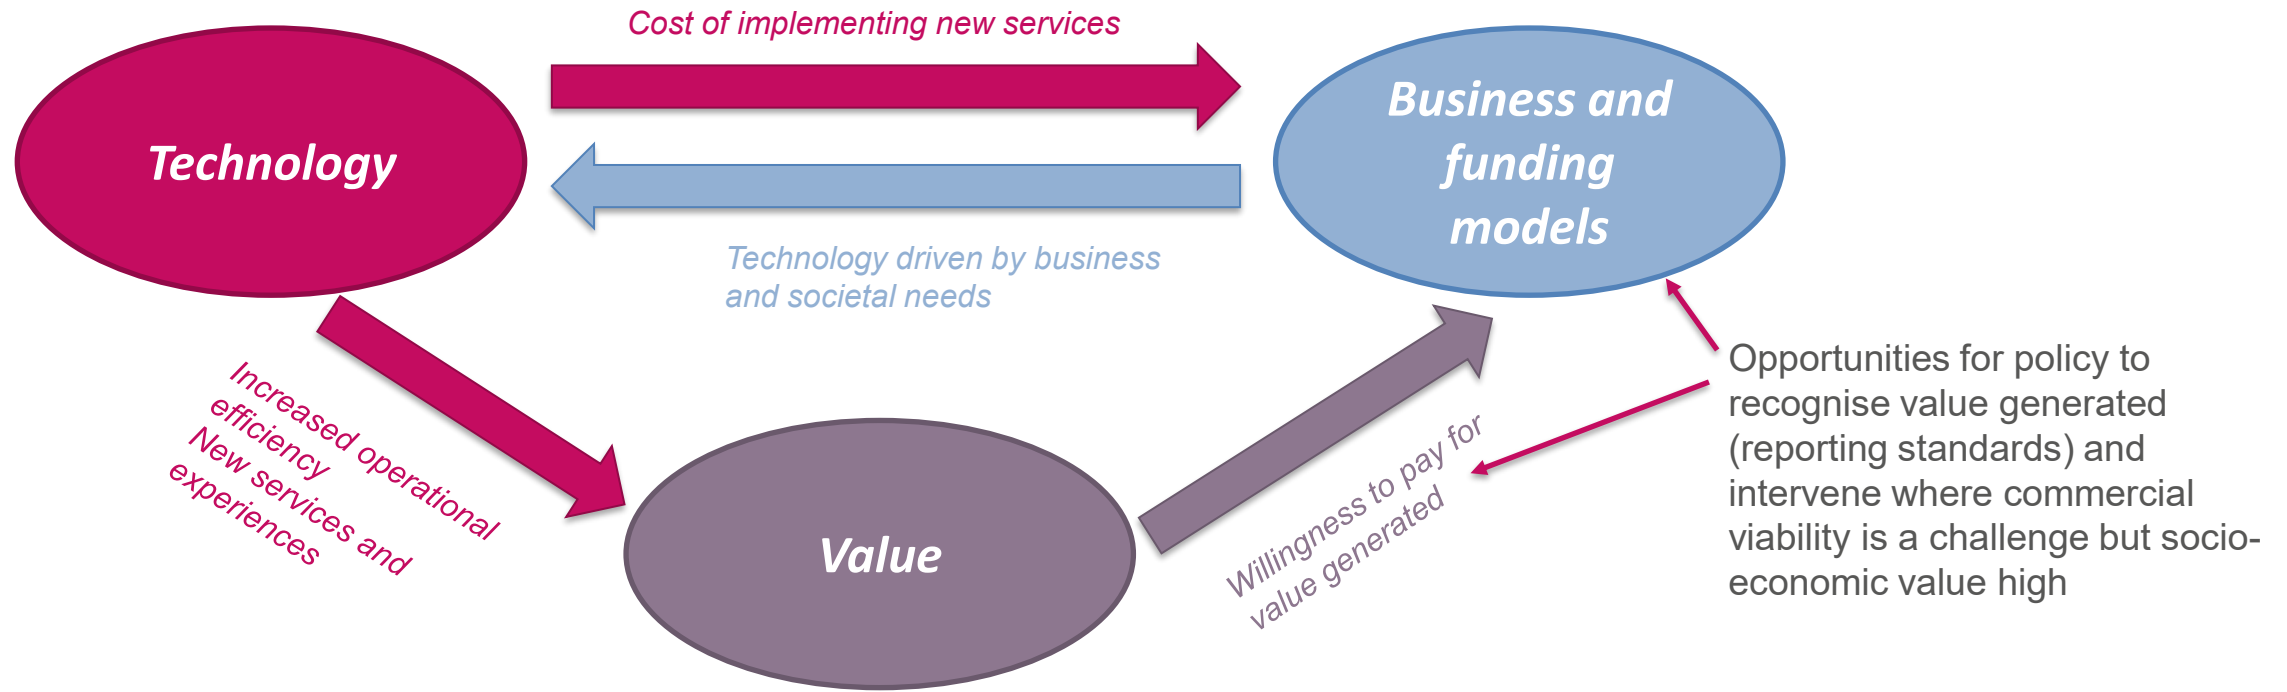 Cost of implementing new services
Technology
Business and
funding
models
Technology driven by business
and societal needs
Increased operational
efficiency
New services and
experiences
Value
Willingness to pay for
value generated
Opportunities for policy to
recognise value generated
(reporting standards) and
intervene where commercial
viability is a challenge but socio-
economic value high